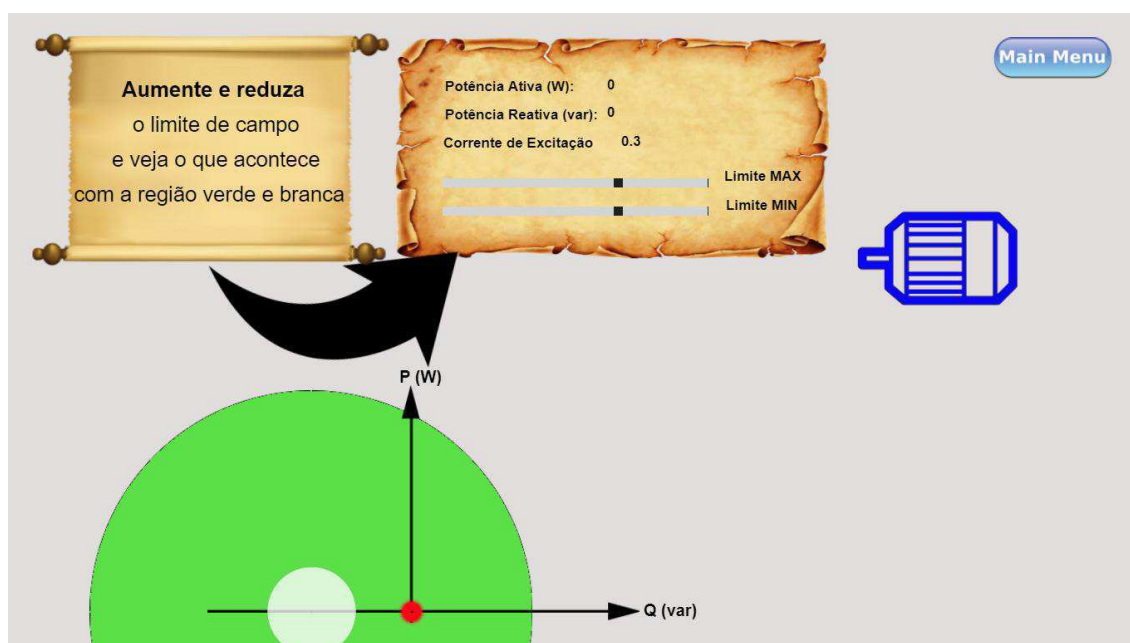 Aumente e reduza
o limite de campo
e veja o que acontece
com a região verde e branca
Potência Ativa (W): 0
Potência Reativa (var): 0
Corrente de Excitação 0.3
Limite MAX
Limite MIN
Main Menu
P (W)
Q (var)